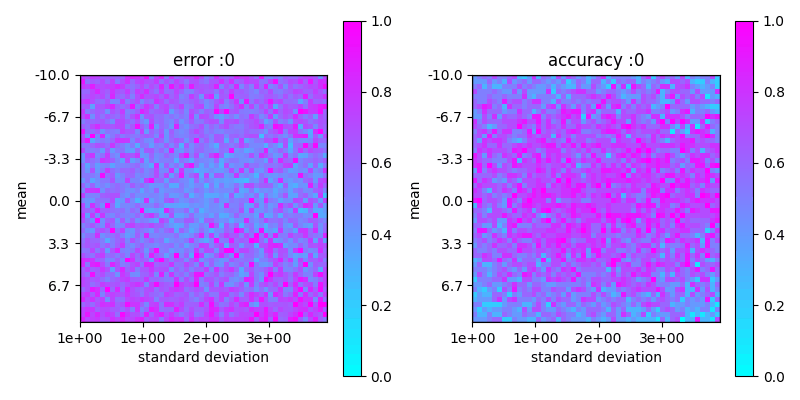 error :0
accuracy :0
mean
-10.0
-6.7
-3.3
0.0
3.3
6.7
1e+00
1e+00
2e+00
3e+00
standard deviation
1.0
0.8
0.6
0.4
0.2
0.0
mean
-10.0
-6.7
-3.3
0.0
3.3
6.7
1e+00
1e+00
2e+00
3e+00
standard deviation
1.0
0.8
0.6
0.4
0.2
0.0